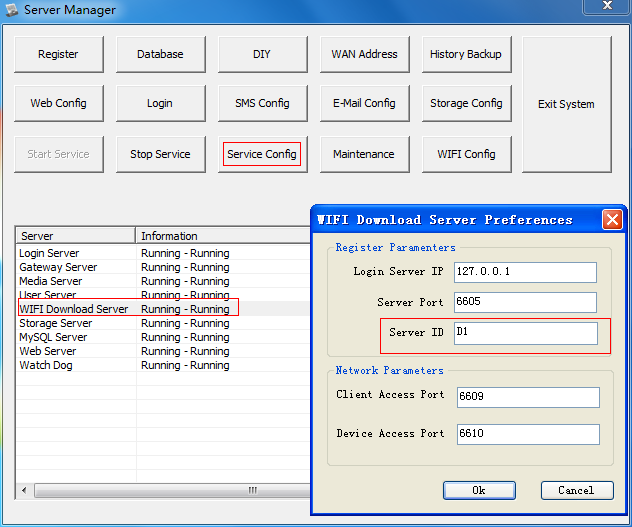 Server Manager
Register
Database
DIY
WAN Address
History Backup
Web Config
Login
SMS Config
E-Mail Config
Storage Config
Exit System
Start Service
Stop Service
Service Config
Maintenance
WIFI Config
Server Information
Login Server Running - Running
Gateway Server Running - Running
Media Server Running - Running
User Server Running - Running
WIFI Download Server Running - Running
Storage Server Running - Running
MySQL Server Running - Running
Web Server Running - Running
Watch Dog Running - Running
WIFI Download Server Preferences
Register Paramenters
Login Server IP 127.0.0.1
Server Port 6605
Server ID D1
Network Parameters
Client Access Port 6609
Device Access Port 6610
Ok
Cancel